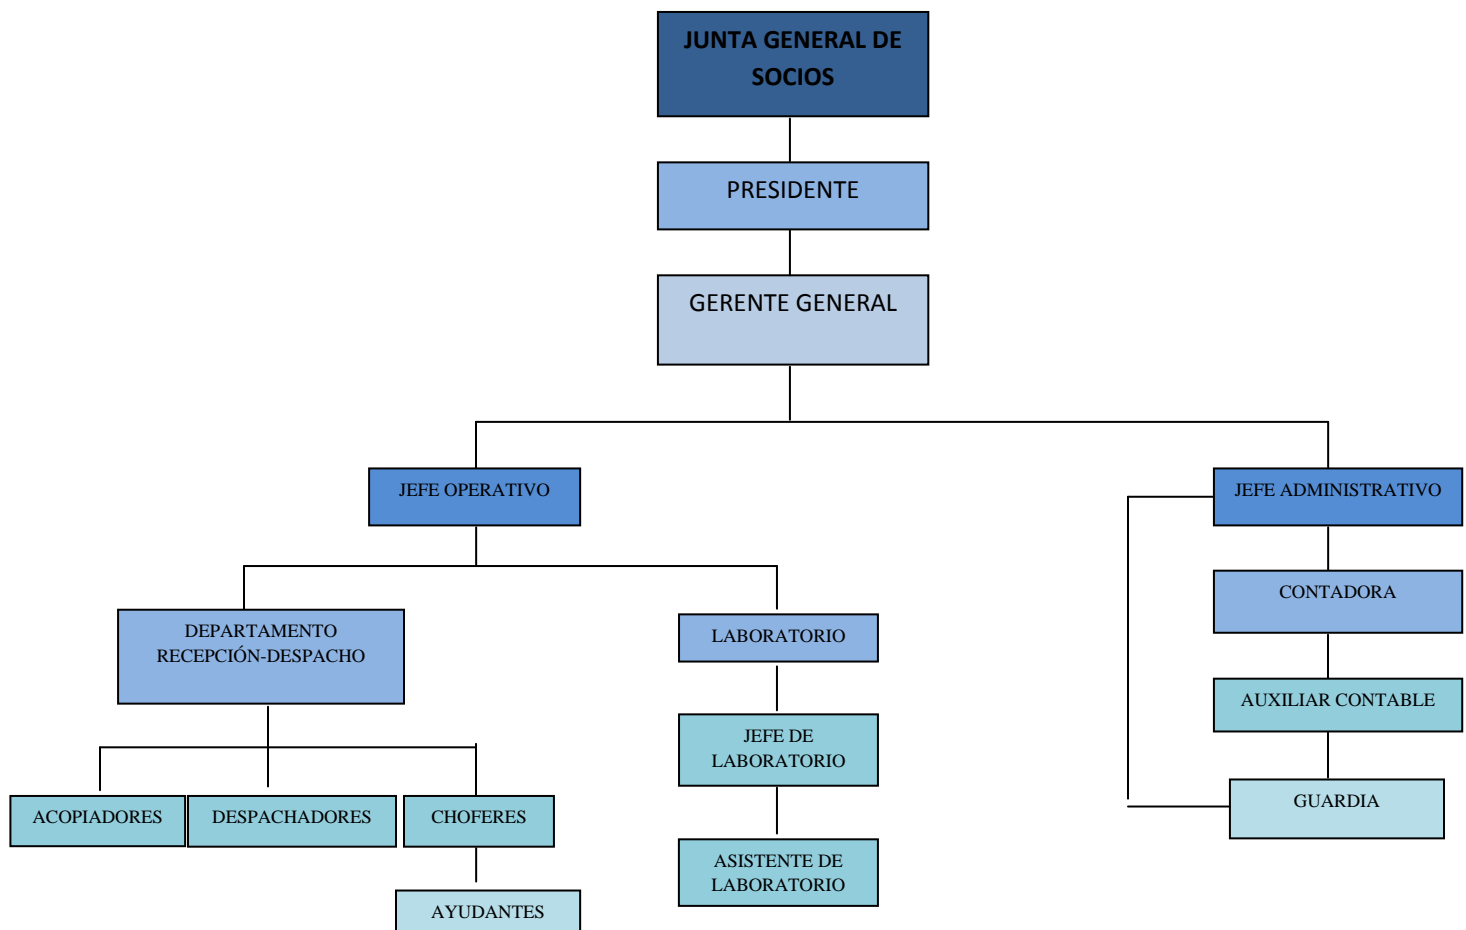 JUNTA GENERAL DE
SOCIOS
PRESIDENTE
GERENTE GENERAL
JEFE OPERATIVO
JEFE ADMINISTRATIVO
DEPARTAMENTO
RECEPCIÓN-DESPACHO
LABORATORIO
CONTADORA
JEFE DE
LABORATORIO
AUXILIAR CONTABLE
ACOPIADORES
DESPACHADORES
CHOFERES
GUARDIA
ASISTENTE DE
LABORATORIO
AYUDANTES